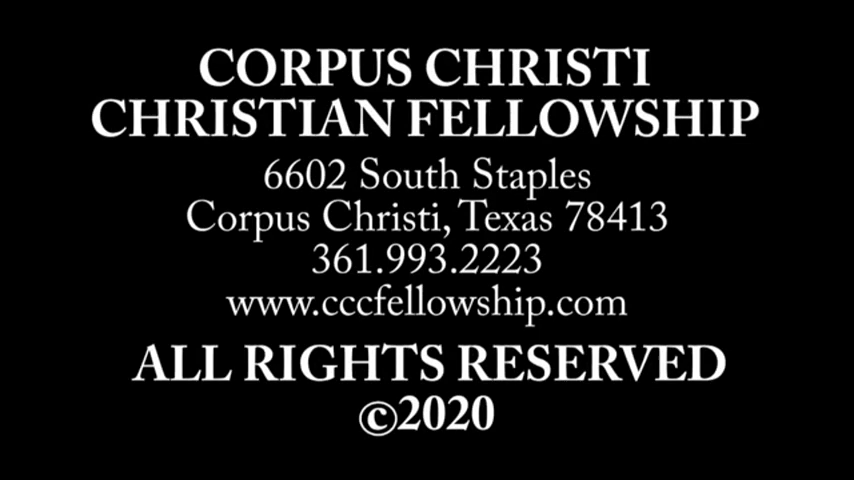 CORPUS CHRISTI
CHRISTIAN FELLOWSHIP
6602 South Staples
Corpus Christi, Texas 78413
361.993.2223
www.cccfellowship.com
ALL RIGHTS RESERVED
©2020